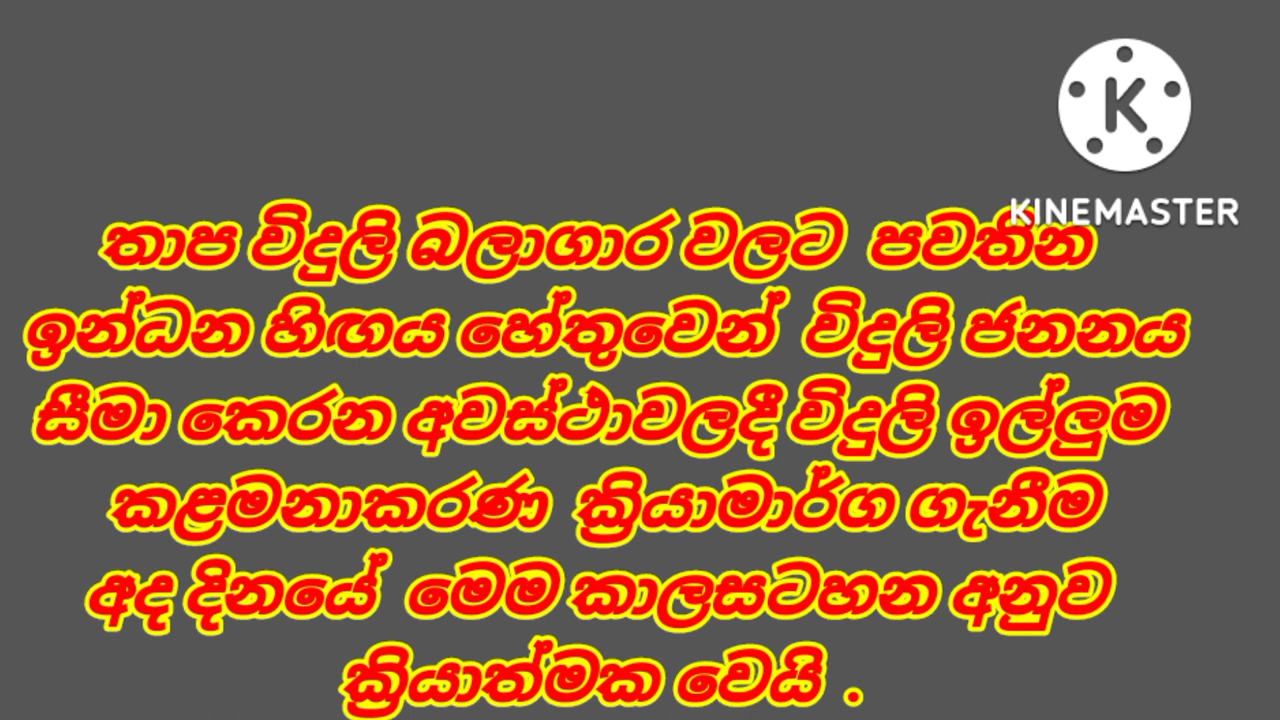 KINEMASTER
තාප විදුලි බලාගාර වලට පවතින
ඉන්ධන හිඟය හේතුවෙන් විදුලි ජනනය
සීමා කෙරන අවස්ථාවලදී විදුලි ඉල්ලුම
කළමනාකරණ ක්‍රියාමාර්ග ගැනීම
අද දිනයේ මෙම කාලසටහන අනුව
ක්‍රියාත්මක වෙයි .